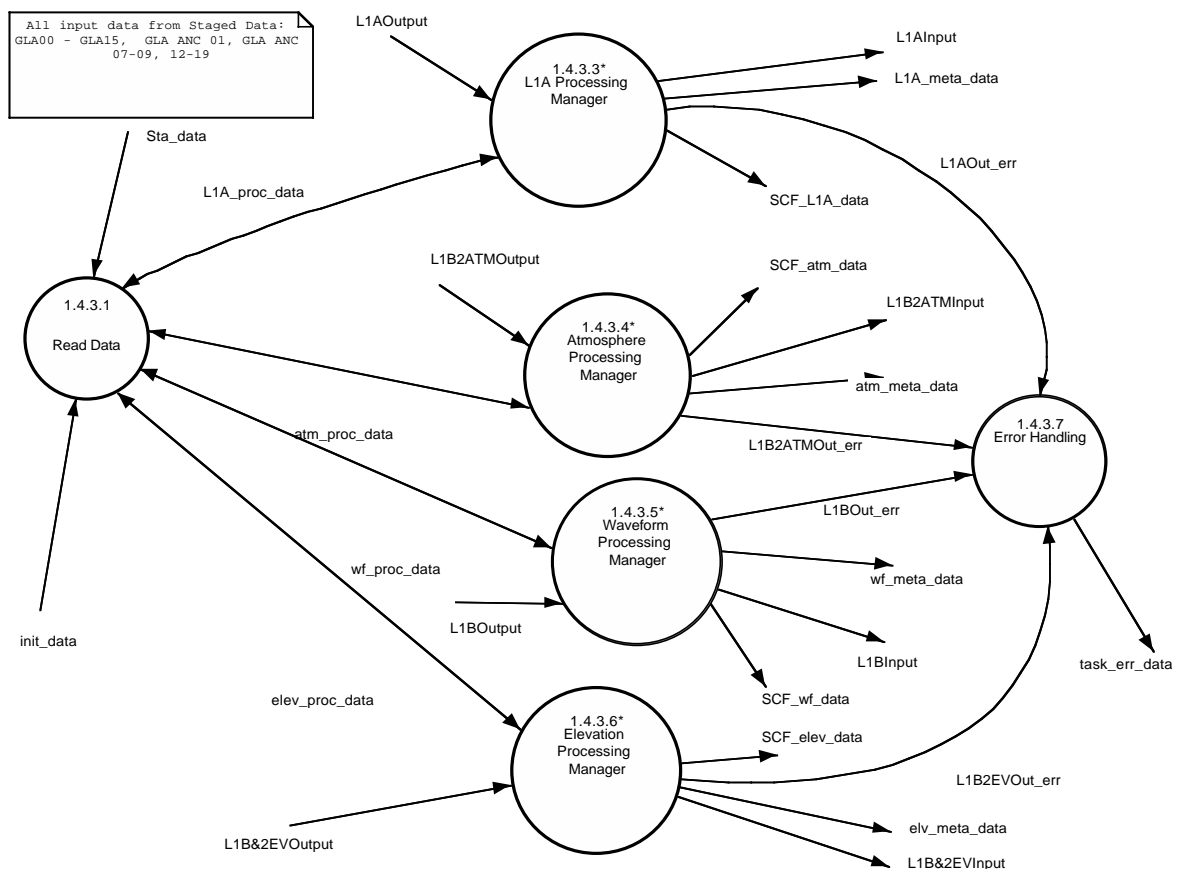 All input data from Staged Data:
GLA00 - GLA15, GLA ANC 01, GLA ANC
07-09, 12-19
Sta_data
L1AOutput
1.4.3.3*
L1A Processing
Manager
L1AInput
L1A_meta_data
L1AOut_err
L1A_proc_data
SCF_L1A_data
L1B2ATMOutput
SCF_atm_data
1.4.3.1
Read Data
1.4.3.4*
Atmosphere
Processing
Manager
L1B2ATMInput
atm_meta_data
atm_proc_data
L1B2ATMOut_err
1.4.3.7
Error Handling
1.4.3.5*
Waveform
Processing
Manager
L1BOut_err
wf_proc_data
wf_meta_data
L1BOutput
init_data
L1BInput
task_err_data
SCF_wf_data
elev_proc_data
1.4.3.6*
Elevation
Processing
Manager
SCF_elev_data
L1B2EVOut_err
L1B&2EVOutput
elv_meta_data
L1B&2EVInput